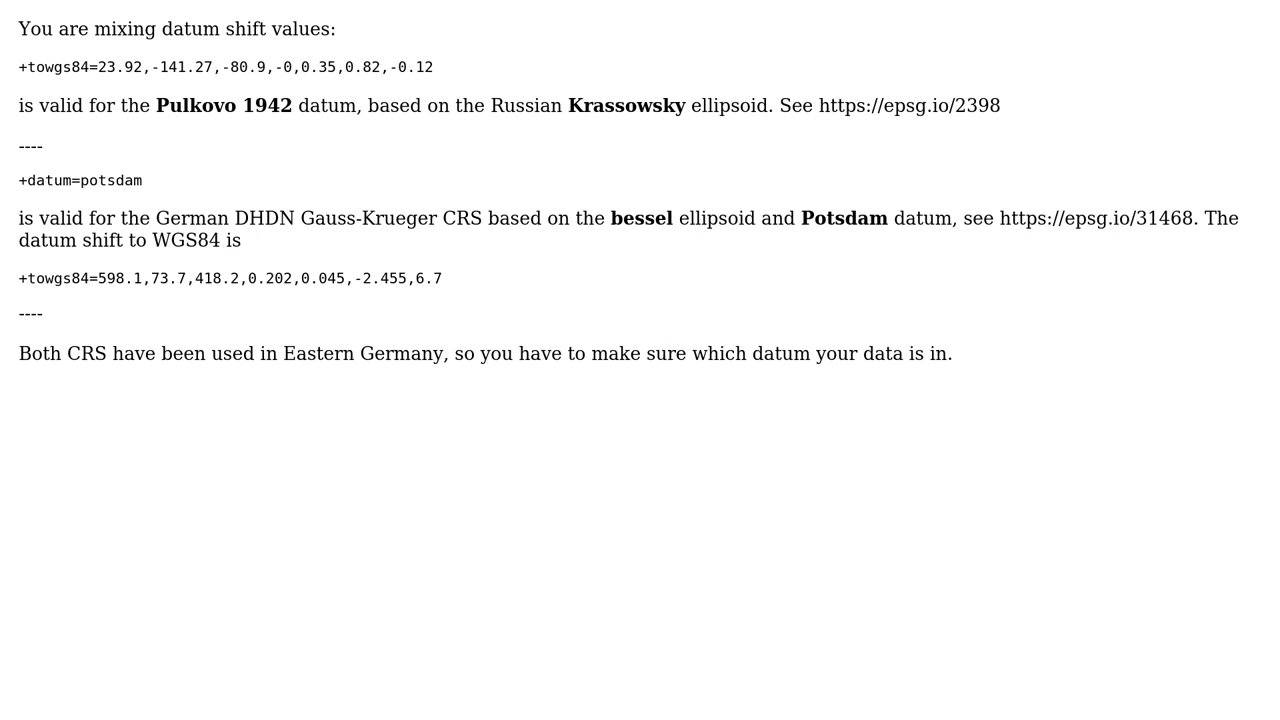 You are mixing datum shift values:
+towgs84=23.92,-141.27,-80.9,-0,0.35,0.82,-0.12
is valid for the Pulkovo 1942 datum, based on the Russian Krassowsky ellipsoid. See https://epsg.io/2398
----
+datum=potsdam
is valid for the German DHDN Gauss-Krueger CRS based on the bessel ellipsoid and Potsdam datum, see https://epsg.io/31468. The
datum shift to WGS84 is
+towgs84=598.1,73.7,418.2,0.202,0.045,-2.455,6.7
----
Both CRS have been used in Eastern Germany, so you have to make sure which datum your data is in.